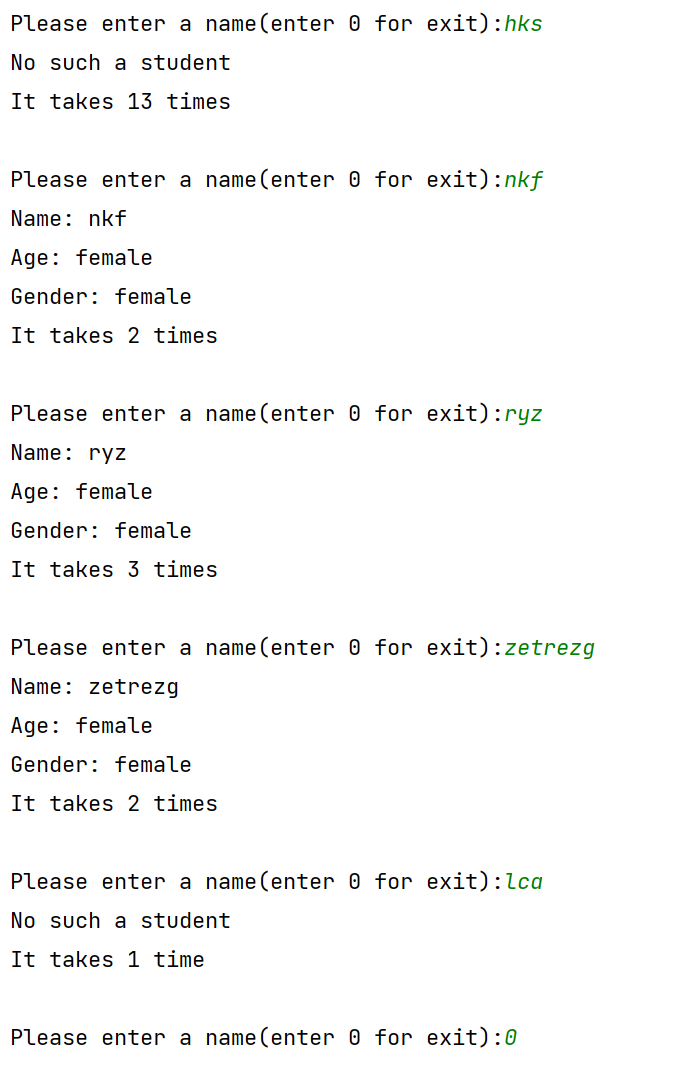 Please enter a name(enter 0 for exit):hks
No such a student
It takes 13 times
Please enter a name(enter 0 for exit):nkf
Name: nkf
Age: female
Gender: female
It takes 2 times
Please enter a name(enter 0 for exit):ryz
Name: ryz
Age: female
Gender: female
It takes 3 times
Please enter a name(enter 0 for exit):zetrezg
Name: zetrezg
Age: female
Gender: female
It takes 2 times
Please enter a name(enter 0 for exit):lca
No such a student
It takes 1 time
Please enter a name(enter 0 for exit):0